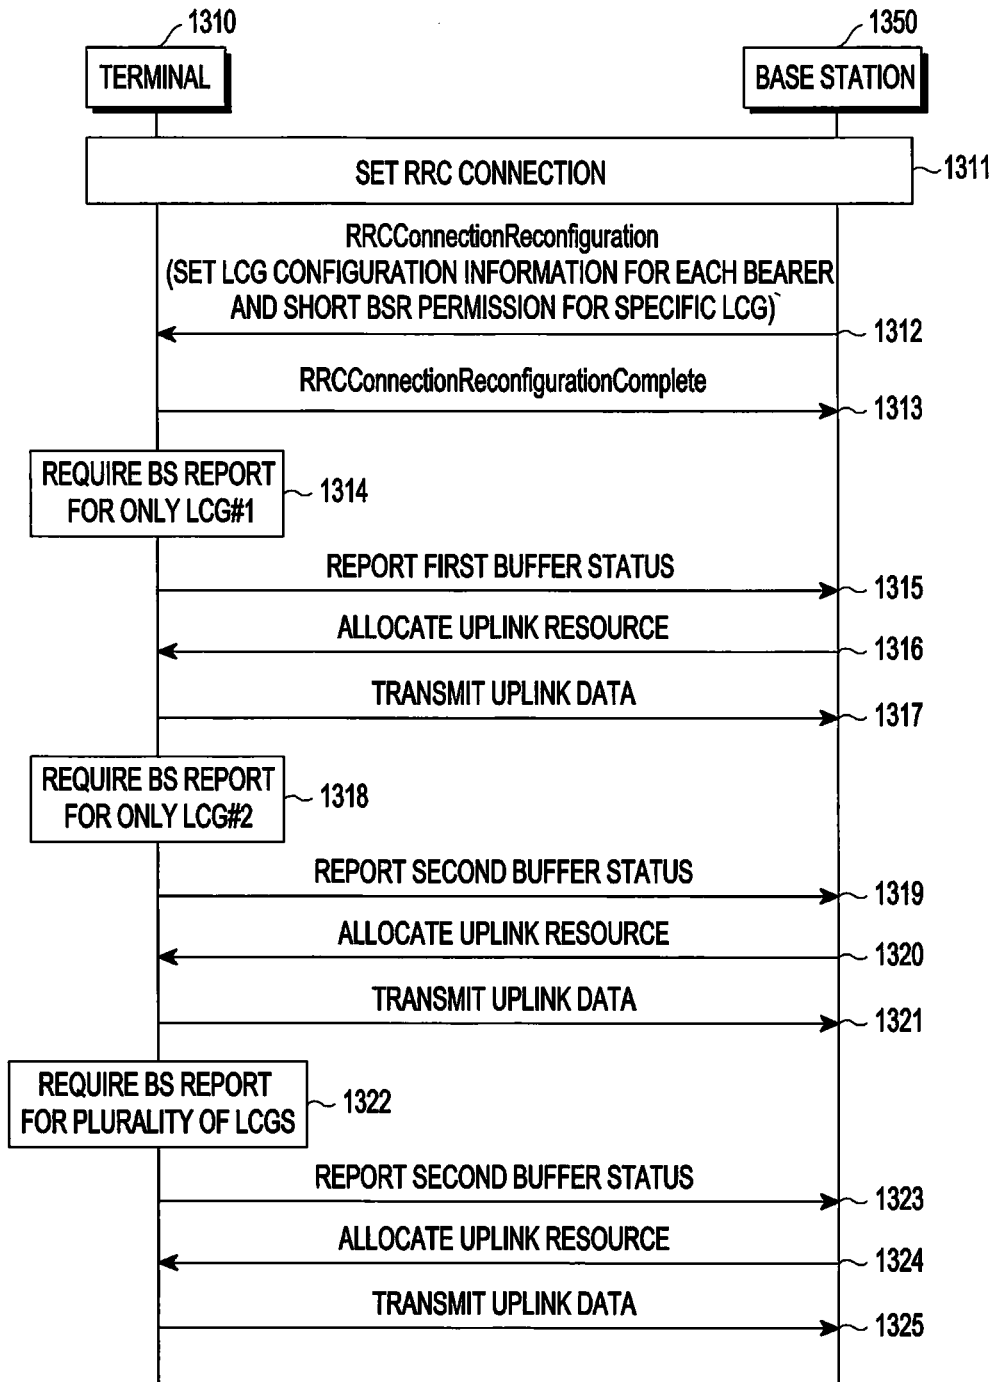 1310
1350
TERMINAL
BASE STATION
SET RRC CONNECTION
1311
RRCConnectionReconfiguration
(SET LCG CONFIGURATION INFORMATION FOR EACH BEARER
AND SHORT BSR PERMISSION FOR SPECIFIC LCG)
1312
RRCConnectionReconfigurationComplete
1313
REQUIRE BS REPORT
FOR ONLY LCG#1
1314
REPORT FIRST BUFFER STATUS
1315
ALLOCATE UPLINK RESOURCE
1316
TRANSMIT UPLINK DATA
1317
REQUIRE BS REPORT
FOR ONLY LCG#2
1318
REPORT SECOND BUFFER STATUS
1319
ALLOCATE UPLINK RESOURCE
1320
TRANSMIT UPLINK DATA
1321
REQUIRE BS REPORT
FOR PLURALITY OF LCGS
1322
REPORT SECOND BUFFER STATUS
1323
ALLOCATE UPLINK RESOURCE
1324
TRANSMIT UPLINK DATA
1325